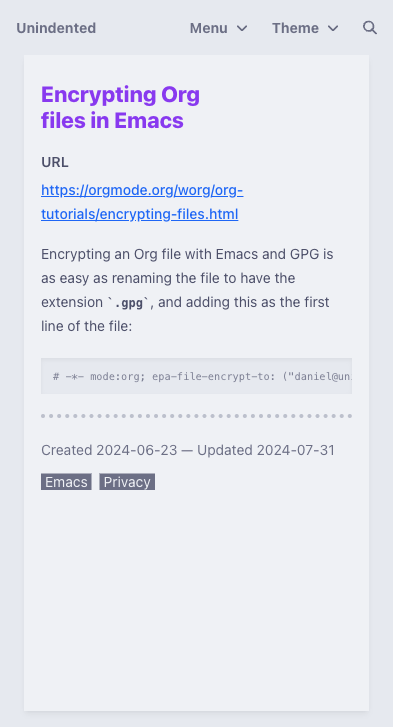 Unindented Menu Theme
Encrypting Org
files in Emacs
URL
https://orgmode.org/worg/org-
tutorials/encrypting-files.html
Encrypting an Org file with Emacs and GPG is
as easy as renaming the file to have the
extension `.gpg`, and adding this as the first
line of the file:
# -*- mode:org; epa-file-encrypt-to: ("daniel@un
Created 2024-06-23 — Updated 2024-07-31
Emacs Privacy